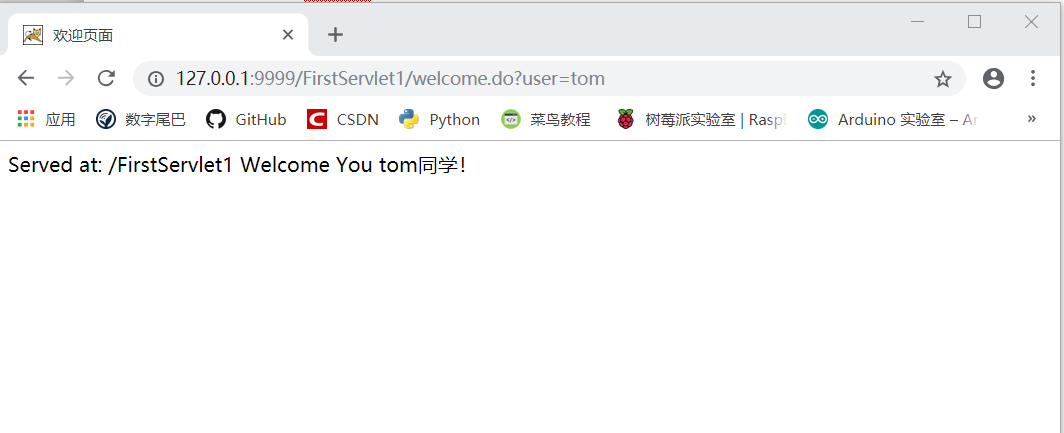 欢迎页面
127.0.0.1:9999/FirstServlet1/welcome.do?user=tom
应用 数字尾巴 GitHub CSDN Python 菜鸟教程 树莓派实验室 | Rasp Arduino 实验室 – Ar »
Served at: /FirstServlet1 Welcome You tom同学!